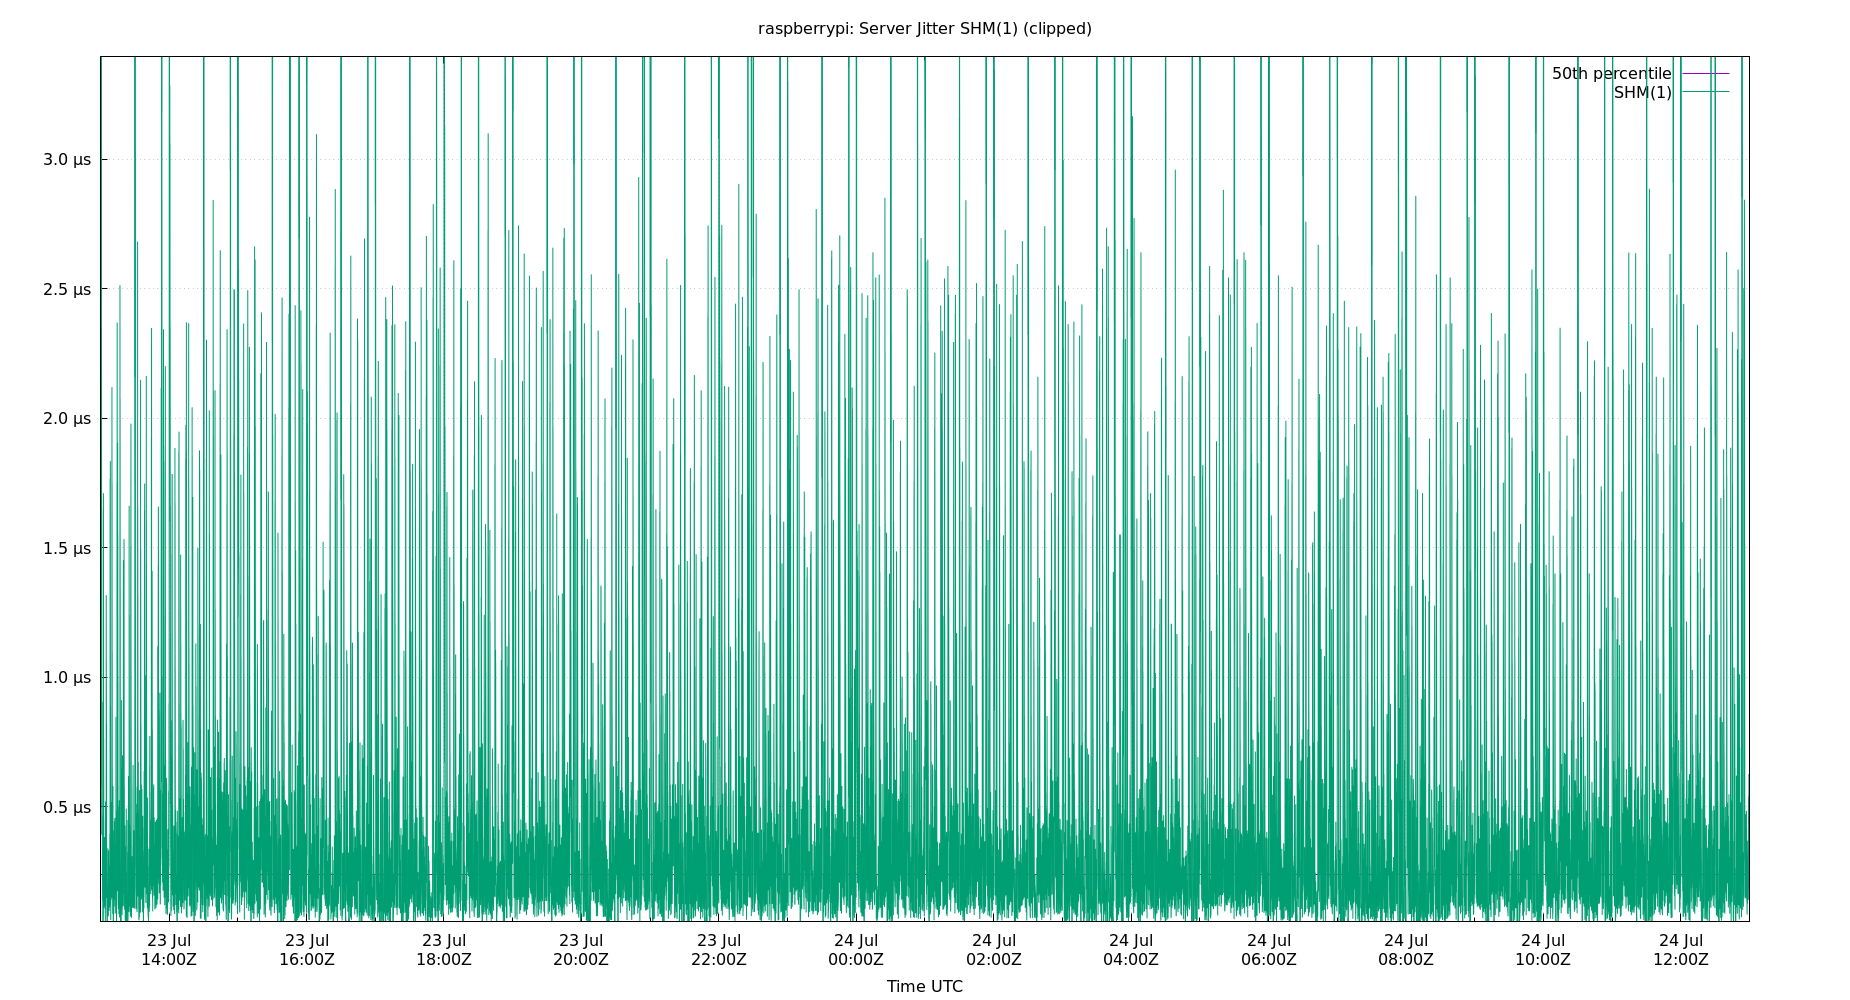 raspberrypi: Server Jitter SHM(1) (clipped)
50th percentile
SHM(1)
3.0 µs
2.5 µs
2.0 µs
1.5 µs
1.0 µs
0.5 µs
23 Jul 23 Jul 23 Jul 23 Jul 23 Jul 24 Jul 24 Jul 24 Jul 24 Jul 24 Jul 24 Jul 24 Jul
14:00Z 16:00Z 18:00Z 20:00Z 22:00Z 00:00Z 02:00Z 04:00Z 06:00Z 08:00Z 10:00Z 12:00Z
Time UTC